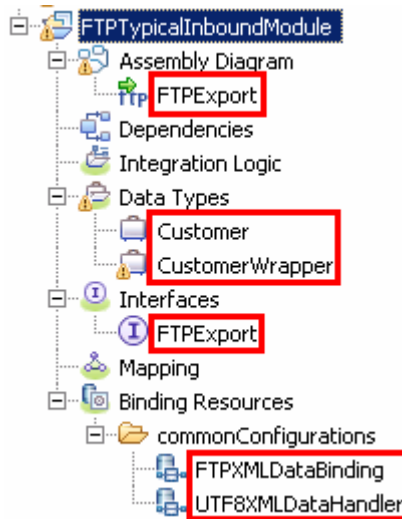 FTPTypicalInboundModule
Assembly Diagram
ftp FTPExport
Dependencies
Integration Logic
Data Types
Customer
CustomerWrapper
Interfaces
I FTPExport
Mapping
Binding Resources
commonConfigurations
FTPXMLDataBinding
UTF8XMLDataHandler